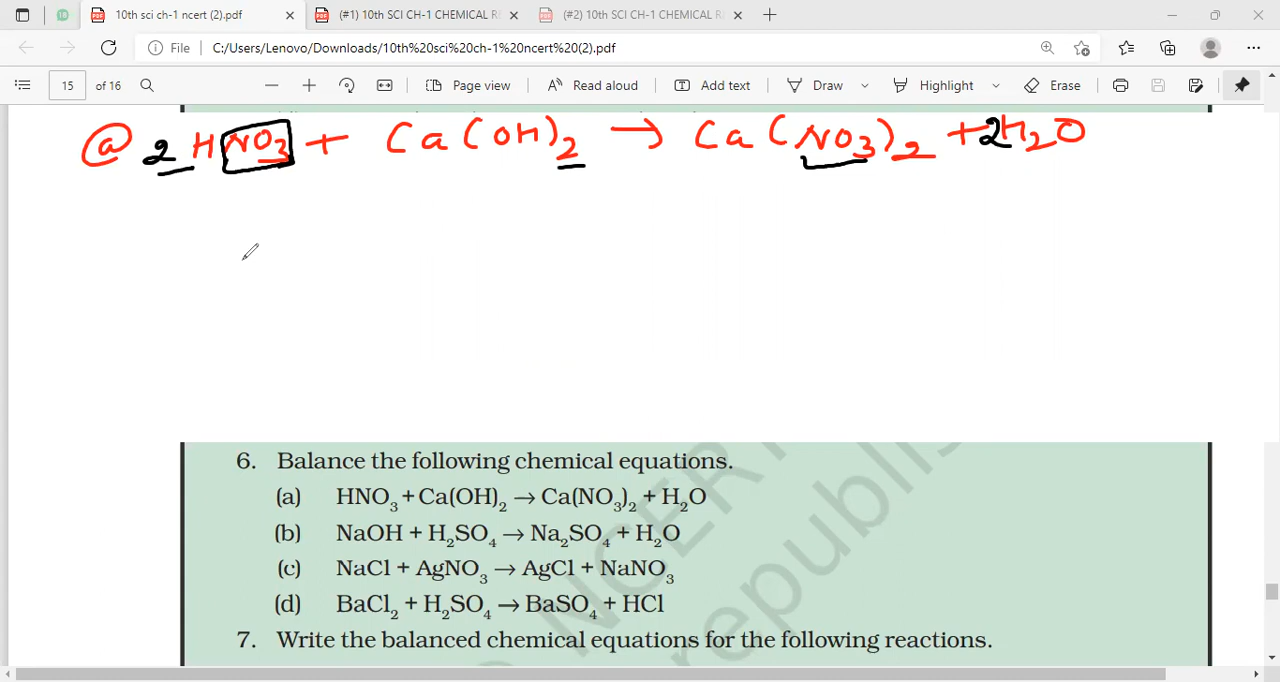 10th sci ch-1 ncert (2).pdf (#1) 10th SCI CH-1 CHEMICAL R (#2) 10th SCI CH-1 CHEMICAL R
File C:/Users/Lenovo/Downloads/10th%20sci%20ch-1%20ncert%20(2).pdf
15 of 16 Page view Read aloud Add text Draw Highlight Erase
@ 2 HNO3 + Ca(OH)2 → Ca(NO3)2 + 2H2O
6. Balance the following chemical equations.
(a) HNO₃ + Ca(OH)₂ → Ca(NO₃)₂ + H₂O
(b) NaOH + H₂SO₄ → Na₂SO₄ + H₂O
(c) NaCl + AgNO₃ → AgCl + NaNO₃
(d) BaCl₂ + H₂SO₄ → BaSO₄ + HCl
7. Write the balanced chemical equations for the following reactions.
NCERT
republis